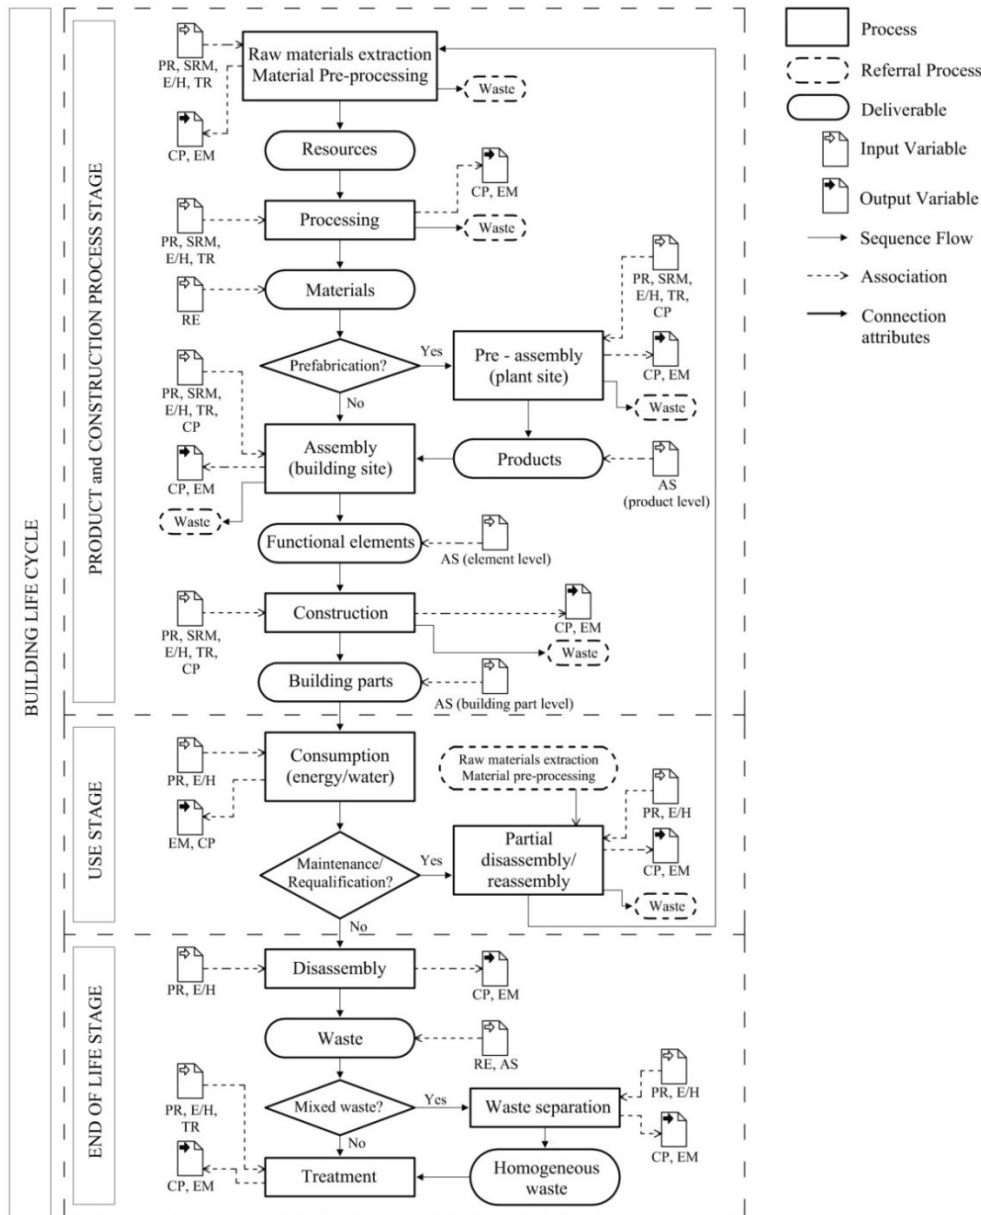 BUILDING LIFE CYCLE
PRODUCT and CONSTRUCTION PROCESS STAGE
PR, SRM,
E/H, TR
Raw materials extraction
Material Pre-processing
Waste
CP, EM
Resources
CP, EM
PR, SRM,
E/H, TR
Processing
Waste
RE
Materials
PR, SRM,
E/H, TR,
CP
Prefabrication?
Yes
No
Pre - assembly
(plant site)
CP, EM
Waste
PR, SRM,
E/H, TR,
CP
Assembly
(building site)
Products
AS
(product level)
CP, EM
Waste
Functional elements
AS (element level)
PR, SRM,
E/H, TR,
CP
Construction
CP, EM
Waste
Building parts
AS (building part level)
USE STAGE
PR, E/H
Consumption
(energy/water)
EM, CP
Raw materials extraction
Material pre-processing
PR, E/H
Maintenance/
Requalification?
Yes
No
Partial
disassembly/
reassembly
CP, EM
Waste
END OF LIFE STAGE
PR, E/H
Disassembly
CP, EM
Waste
RE, AS
PR, E/H,
TR
Mixed waste?
Yes
No
Waste separation
PR, E/H
CP, EM
Treatment
CP, EM
Homogeneous
waste
Process
Referral Process
Deliverable
Input Variable
Output Variable
Sequence Flow
Association
Connection
attributes